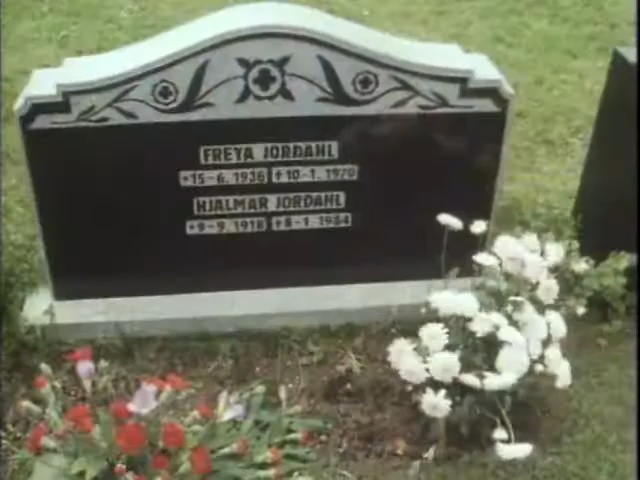 FREYA JORDAHL
+15-6. 1936 +10-1. 1970
HJALMAR JORDAHL
+9-9. 1918 +8-1. 1984